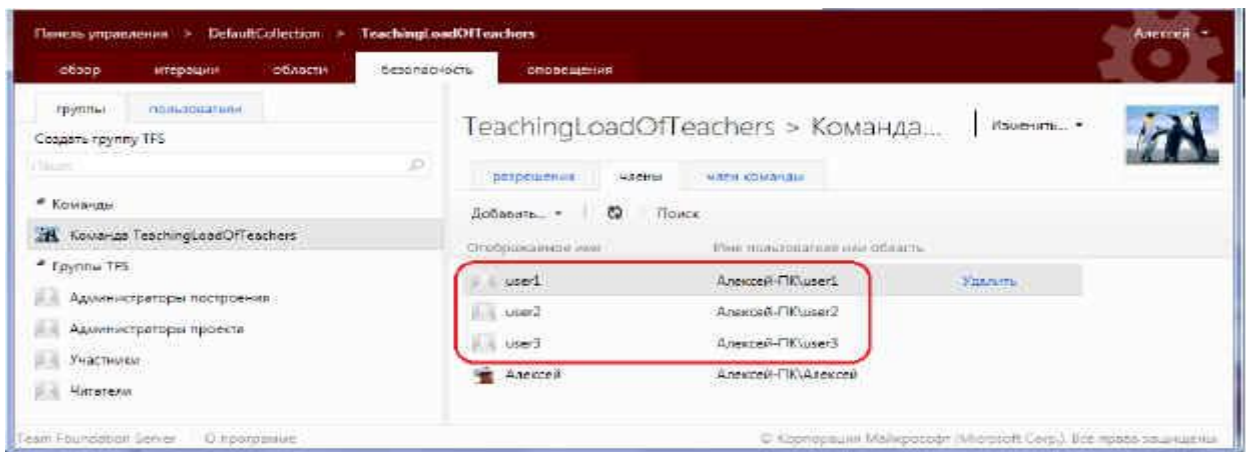 Панель управления > DefaultCollection > TeachingLoadOfTeachers
Алексей
обзор итерации области безопасность оповещения
группы пользователи
Создать группу TFS
Поиск
Команды
Команда TeachingLoadOfTeachers
Группы TFS
Администраторы построения
Администраторы проекта
Участники
Читатели
TeachingLoadOfTeachers > Команда...
Изменить...
разрешения члены член команды
Добавить... Поиск
Отображаемое имя Имя пользователя или область
user1 Алексей-ПК\user1 Удалить
user2 Алексей-ПК\user2
user3 Алексей-ПК\user3
Алексей Алексей-ПК\Алексей
Team Foundation Server О программе
© Корпорация Майкрософт (Microsoft Corp.). Все права защищены.